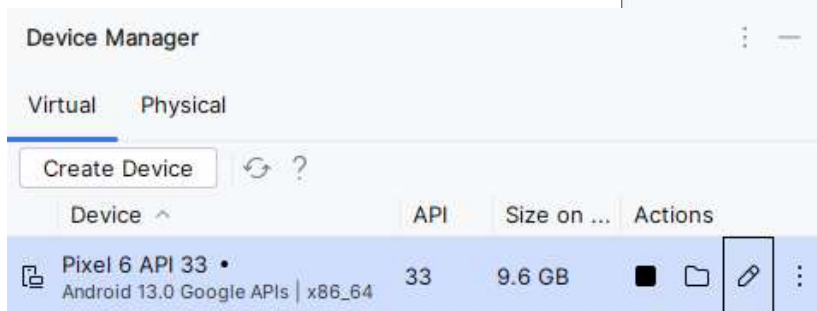 Device Manager
Virtual Physical
Create Device ?
Device API Size on ... Actions
Pixel 6 API 33 • 33 9.6 GB
Android 13.0 Google APIs | x86_64